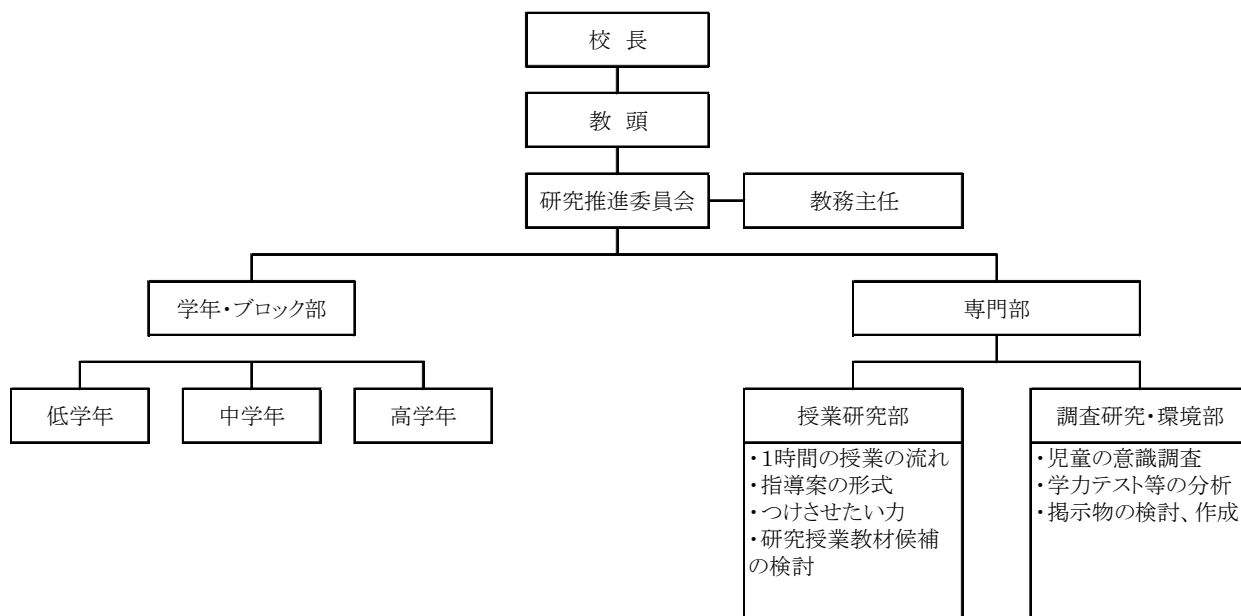 校 長
教 頭
研究推進委員会
教務主任
学年・ブロック部
専門部
低学年
中学年
高学年
授業研究部
調査研究・環境部
・1時間の授業の流れ
・指導案の形式
・つけさせたい力
・研究授業教材候補
の検討
・児童の意識調査
・学力テスト等の分析
・掲示物の検討、作成